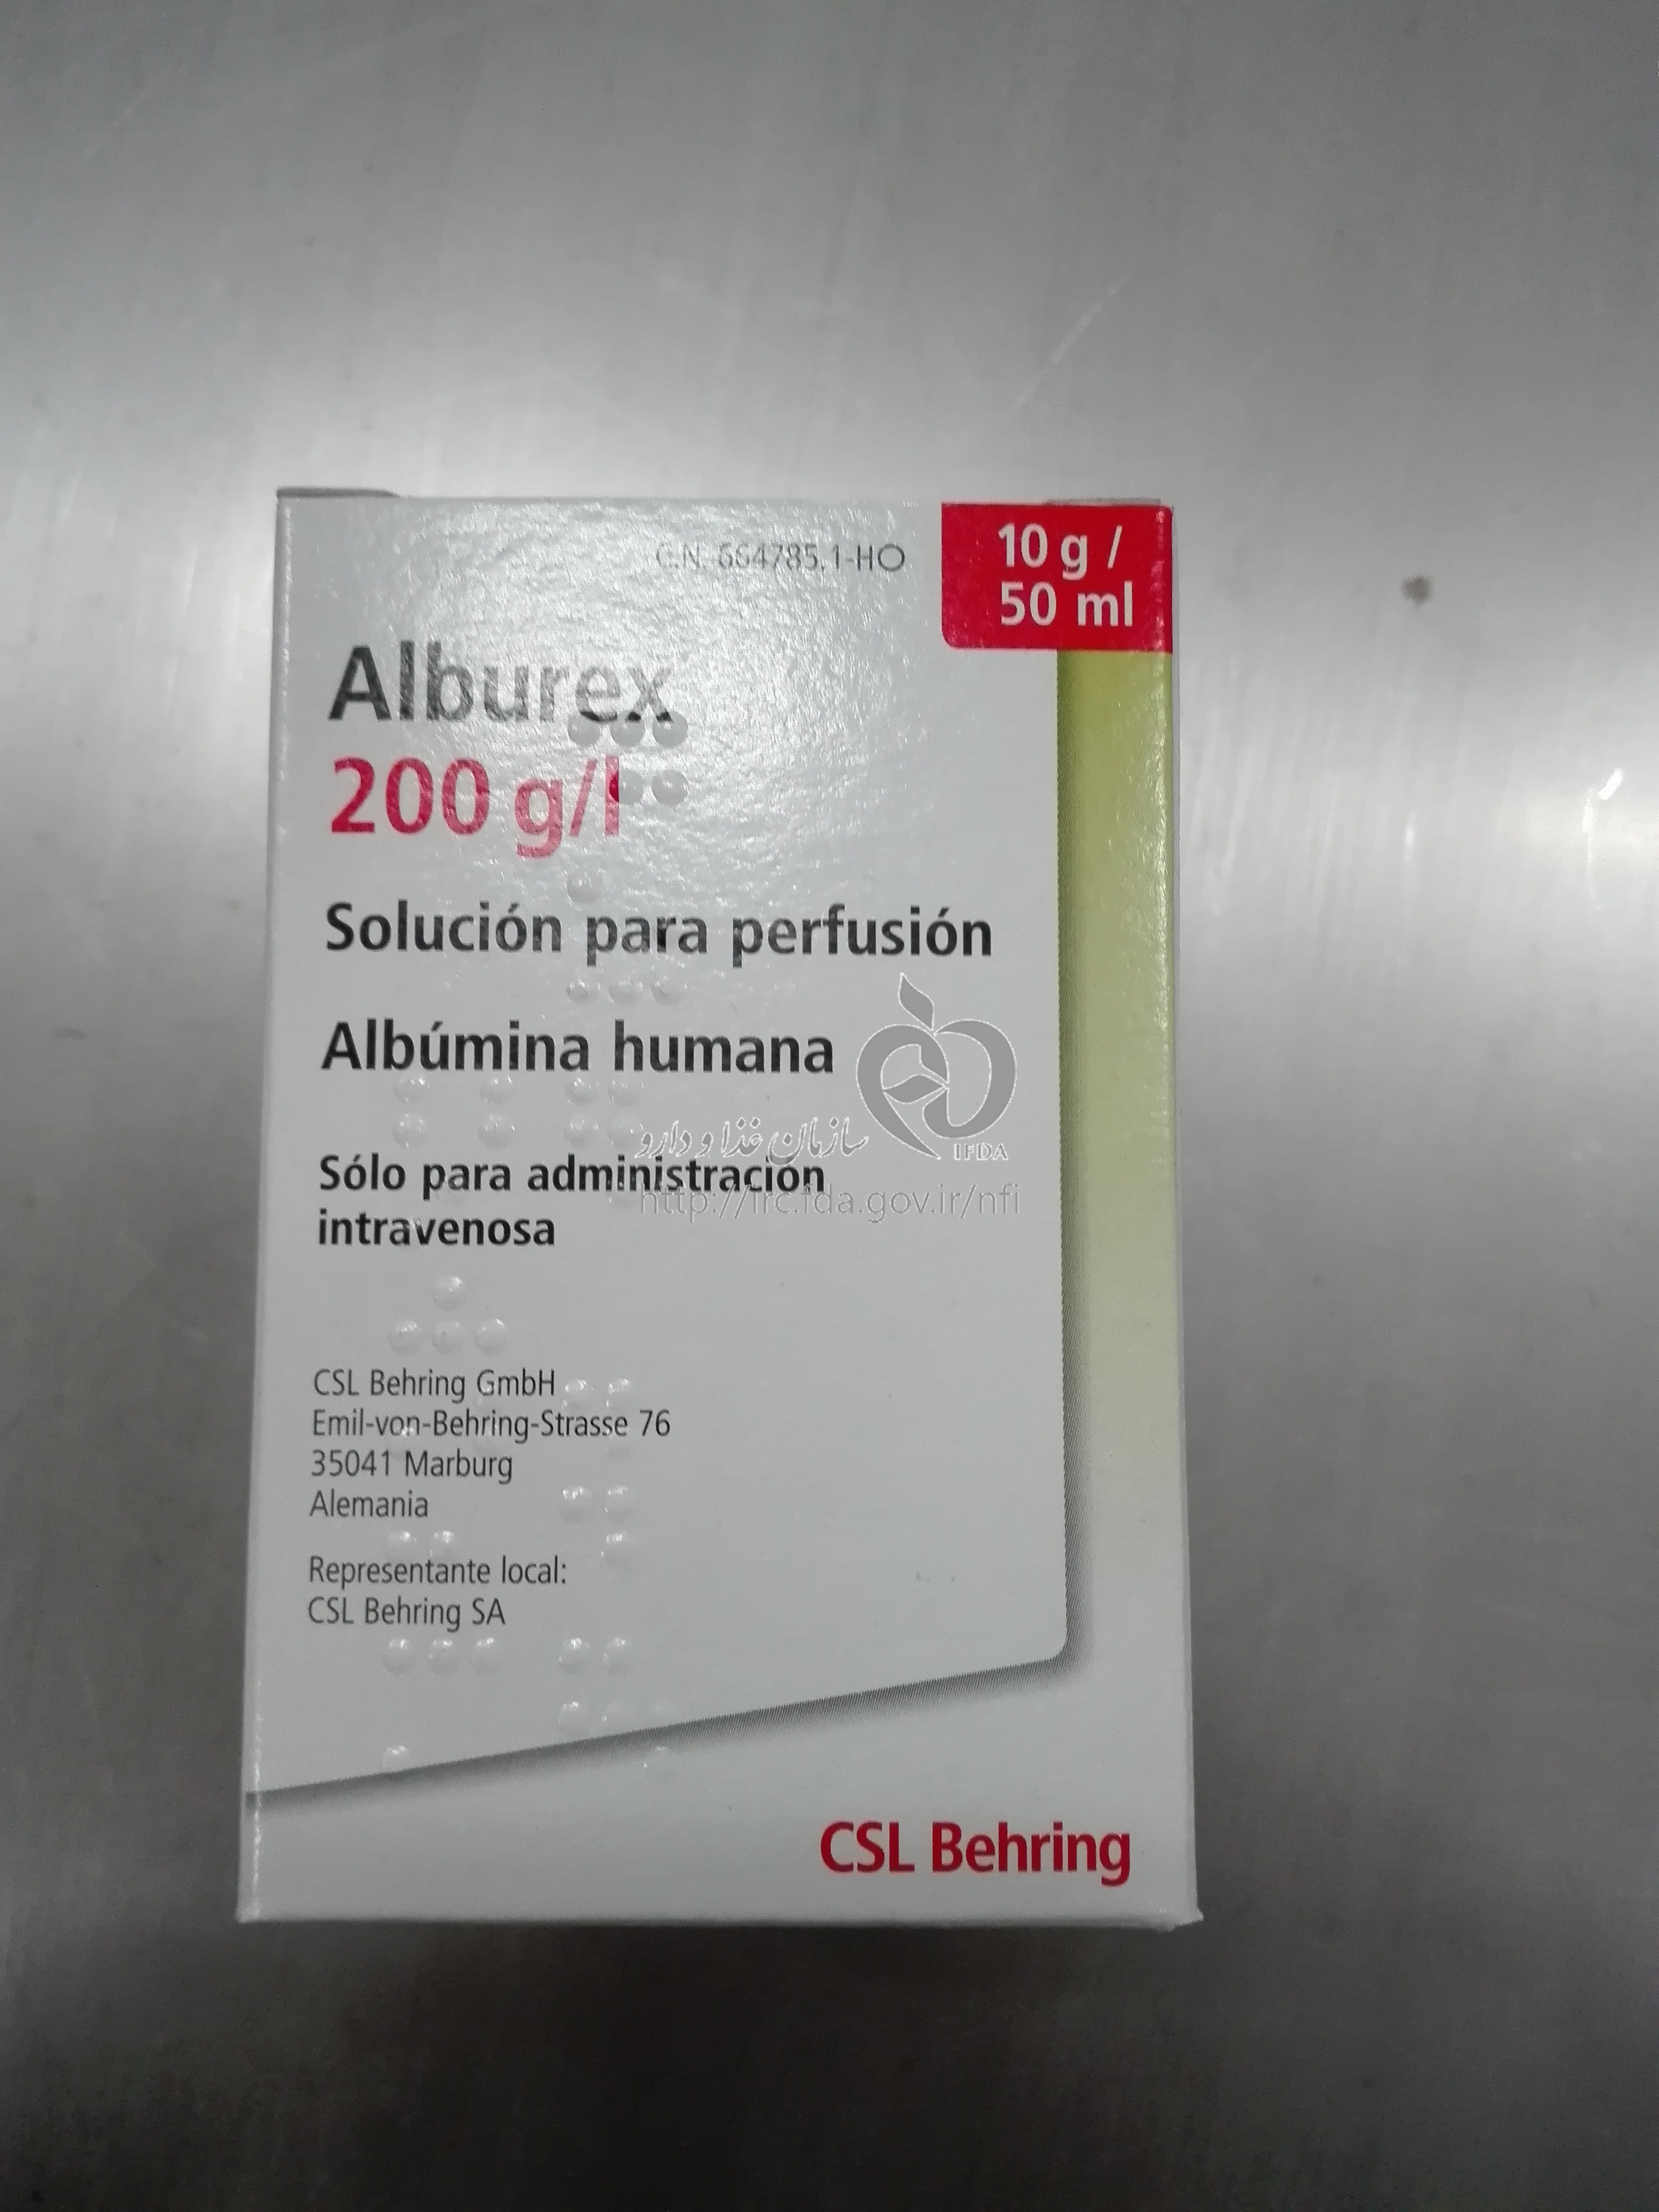 C.N. 664785.1-HO
10 g /
50 ml
Alburex
200 g/l
Solución para perfusión
Albúmina humana
سازمان غذا و دارو
IFDA
http://irc.fda.gov.ir/nfi
Sólo para administración
intravenosa
CSL Behring GmbH
Emil-von-Behring-Strasse 76
35041 Marburg
Alemania
Representante local:
CSL Behring SA
CSL Behring